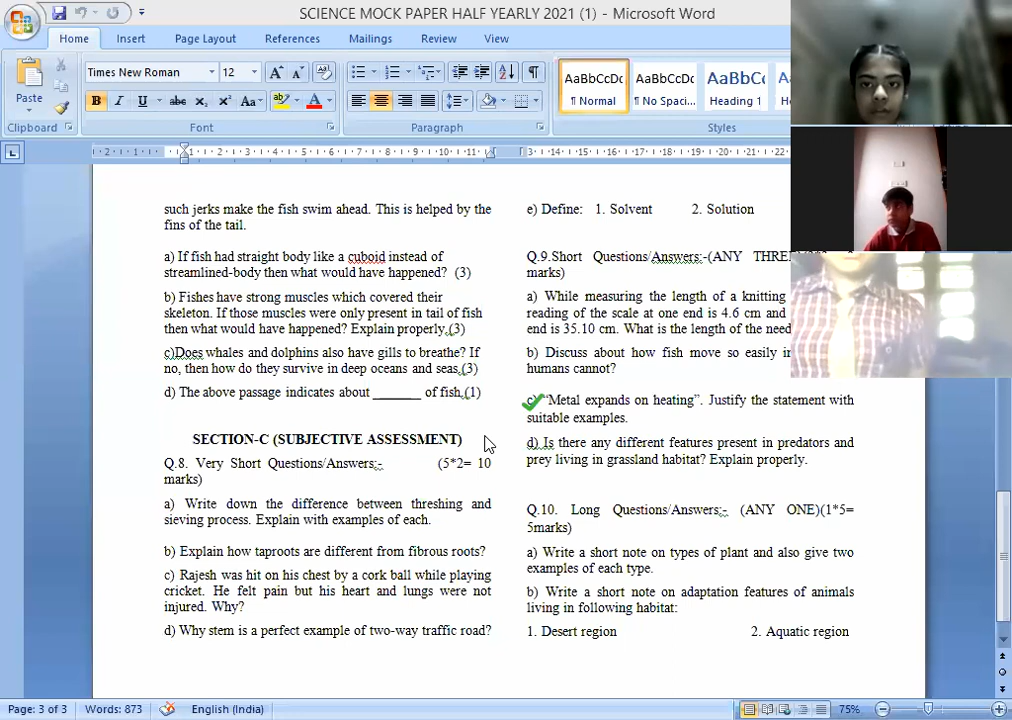 SCIENCE MOCK PAPER HALF YEARLY 2021 (1) - Microsoft Word
Home Insert Page Layout References Mailings Review View
Times New Roman 12
Paste
B I U abc X₂ X² Aa A
Clipboard Font Paragraph Styles
AaBbCcDc AaBbCcDc AaBbC
¶ Normal ¶ No Spaci... Heading 1
such jerks make the fish swim ahead. This is helped by the
fins of the tail.
a) If fish had straight body like a cuboid instead of
streamlined-body then what would have happened? (3)
b) Fishes have strong muscles which covered their
skeleton. If those muscles were only present in tail of fish
then what would have happened? Explain properly.(3)
c)Does whales and dolphins also have gills to breathe? If
no, then how do they survive in deep oceans and seas.(3)
d) The above passage indicates about _______ of fish.(1)
SECTION-C (SUBJECTIVE ASSESSMENT)
Q.8. Very Short Questions/Answers:- (5*2= 10
marks)
a) Write down the difference between threshing and
sieving process. Explain with examples of each.
b) Explain how taproots are different from fibrous roots?
c) Rajesh was hit on his chest by a cork ball while playing
cricket. He felt pain but his heart and lungs were not
injured. Why?
d) Why stem is a perfect example of two-way traffic road?
e) Define: 1. Solvent 2. Solution
Q.9.Short Questions/Answers:-(ANY THREE)
marks)
a) While measuring the length of a knitting
reading of the scale at one end is 4.6 cm and
end is 35.10 cm. What is the length of the
b) Discuss about how fish move so easily
humans cannot?
c) "Metal expands on heating". Justify the statement with
suitable examples.
d) Is there any different features present in predators and
prey living in grassland habitat? Explain properly.
Q.10. Long Questions/Answers:- (ANY ONE)(1*5=
5marks)
a) Write a short note on types of plant and also give two
examples of each type.
b) Write a short note on adaptation features of animals
living in following habitat:
1. Desert region 2. Aquatic region
Page: 3 of 3 Words: 873 English (India) 75%